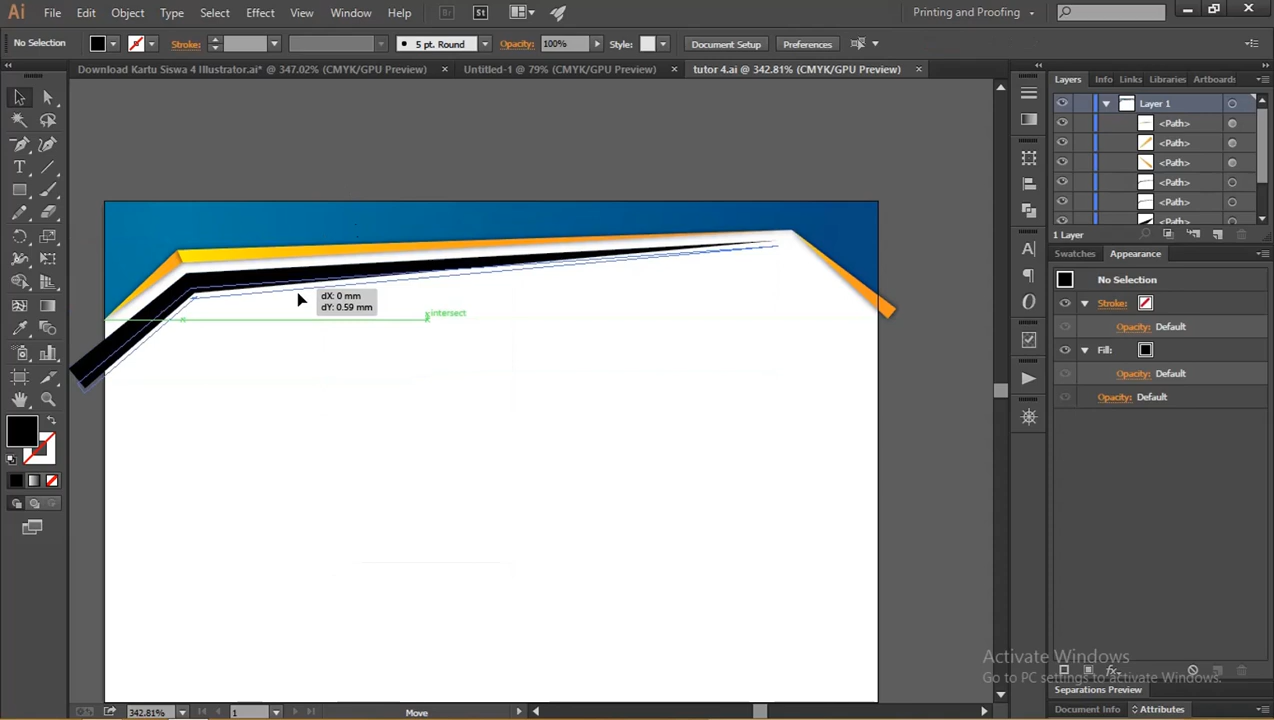 Ai File Edit Object Type Select Effect View Window Help Br St Printing and Proofing
No Selection Stroke: 5 pt. Round Opacity: 100% Style: Document Setup Preferences
Download Kartu Siswa 4 Illustrator.ai* @ 347.02% (CMYK/GPU Preview) × Untitled-1 @ 79% (CMYK/GPU Preview) × tutor 4.ai @ 342.81% (CMYK/GPU Preview) ×
Layers Info Links Libraries Artboards
Layer 1
<Path>
<Path>
<Path>
<Path>
<Path>
<Path>
1 Layer
Swatches Appearance
No Selection
Stroke:
Opacity: Default
Fill:
Opacity: Default
Opacity: Default
dX: 0 mm
dY: 0.59 mm
intersect
Activate Windows
Go to PC settings to activate Windows.
fx
Separations Preview
Document Info Attributes
342.81% 1 Move